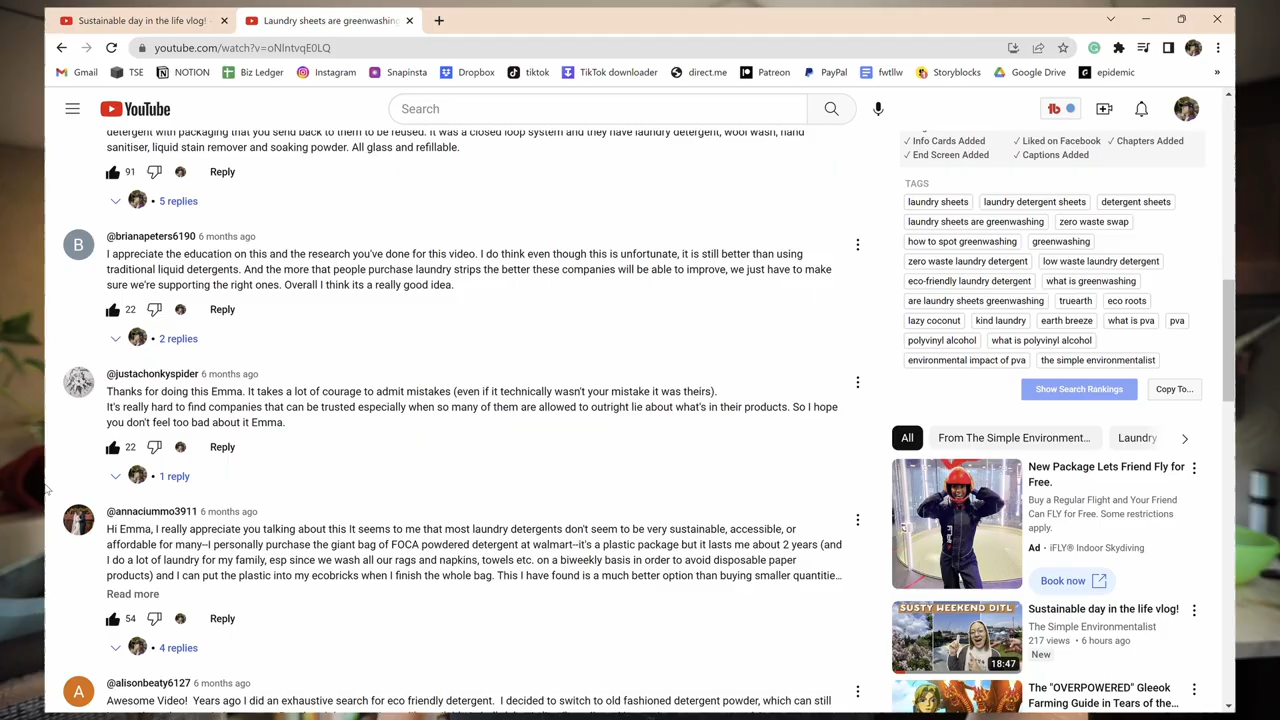 Sustainable day in the life vlog! -
Laundry sheets are greenwashing
youtube.com/watch?v=oNlntvqE0LQ
Gmail
TSE
NOTION
Biz Ledger
Instagram
Snapinsta
Dropbox
tiktok
TikTok downloader
direct.me
Patreon
PayPal
fwtllw
Storyblocks
Google Drive
epidemic
YouTube
Search
detergent with packaging that you send back to them to be reused. It was a closed loop system and they have laundry detergent, wool wash, hand
sanitiser, liquid stain remover and soaking powder. All glass and refillable.
91
Reply
5 replies
B
@brianapeters6190 6 months ago
I appreciate the education on this and the research you've done for this video. I do think even though this is unfortunate, it is still better than using
traditional liquid detergents. And the more that people purchase laundry strips the better these companies will be able to improve, we just have to make
sure we're supporting the right ones. Overall I think its a really good idea.
22
Reply
2 replies
@justachonkyspider 6 months ago
Thanks for doing this Emma. It takes a lot of courage to admit mistakes (even if it technically wasn't your mistake it was theirs).
It's really hard to find companies that can be trusted especially when so many of them are allowed to outright lie about what's in their products. So I hope
you don't feel too bad about it Emma.
22
Reply
1 reply
@annaciummo3911 6 months ago
Hi Emma, I really appreciate you talking about this It seems to me that most laundry detergents don't seem to be very sustainable, accessible, or
affordable for many--I personally purchase the giant bag of FOCA powdered detergent at walmart--it's a plastic package but it lasts me about 2 years (and
I do a lot of laundry for my family, esp since we wash all our rags and napkins, towels etc. on a biweekly basis in order to avoid disposable paper
products) and I can put the plastic into my ecobricks when I finish the whole bag. This I have found is a much better option than buying smaller quantitie…
Read more
54
Reply
4 replies
A
@alisonbeaty6127 6 months ago
Awesome Video! Years ago I did an exhaustive search for eco friendly detergent. I decided to switch to old fashioned detergent powder, which can still
✓ Info Cards Added ✓ Liked on Facebook ✓ Chapters Added
✓ End Screen Added ✓ Captions Added
TAGS
laundry sheets laundry detergent sheets detergent sheets
laundry sheets are greenwashing zero waste swap
how to spot greenwashing greenwashing
zero waste laundry detergent low waste laundry detergent
eco-friendly laundry detergent what is greenwashing
are laundry sheets greenwashing truearth eco roots
lazy coconut kind laundry earth breeze what is pva pva
polyvinyl alcohol what is polyvinyl alcohol
environmental impact of pva the simple environmentalist
Show Search Rankings Copy To...
All From The Simple Environment... Laundry
New Package Lets Friend Fly for
Free.
Buy a Regular Flight and Your Friend
Can FLY for Free. Some restrictions
apply.
Ad • iFLY® Indoor Skydiving
Book now
SUSTY WEEKEND DITL
18:47
Sustainable day in the life vlog!
The Simple Environmentalist
217 views • 6 hours ago
New
The "OVERPOWERED" Gleeok
Farming Guide in Tears of the...